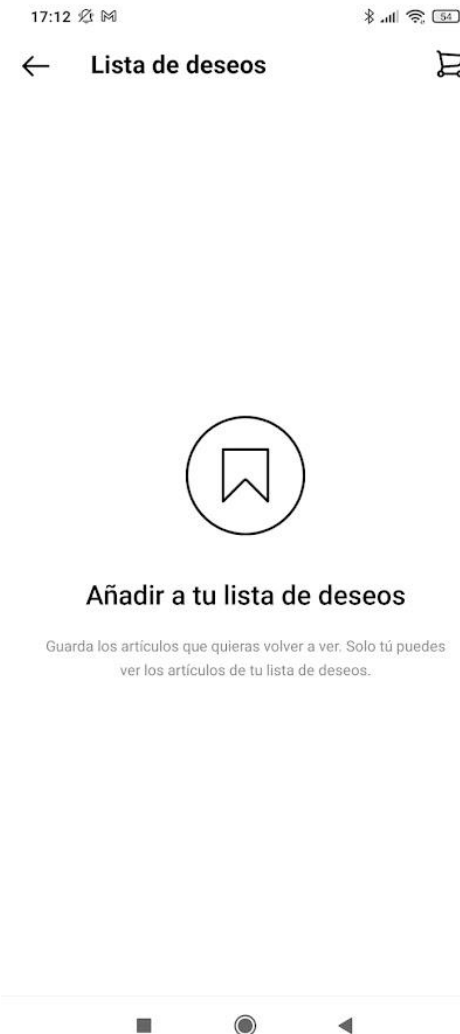 17:12
54
Lista de deseos
Añadir a tu lista de deseos
Guarda los artículos que quieras volver a ver. Solo tú puedes
ver los artículos de tu lista de deseos.